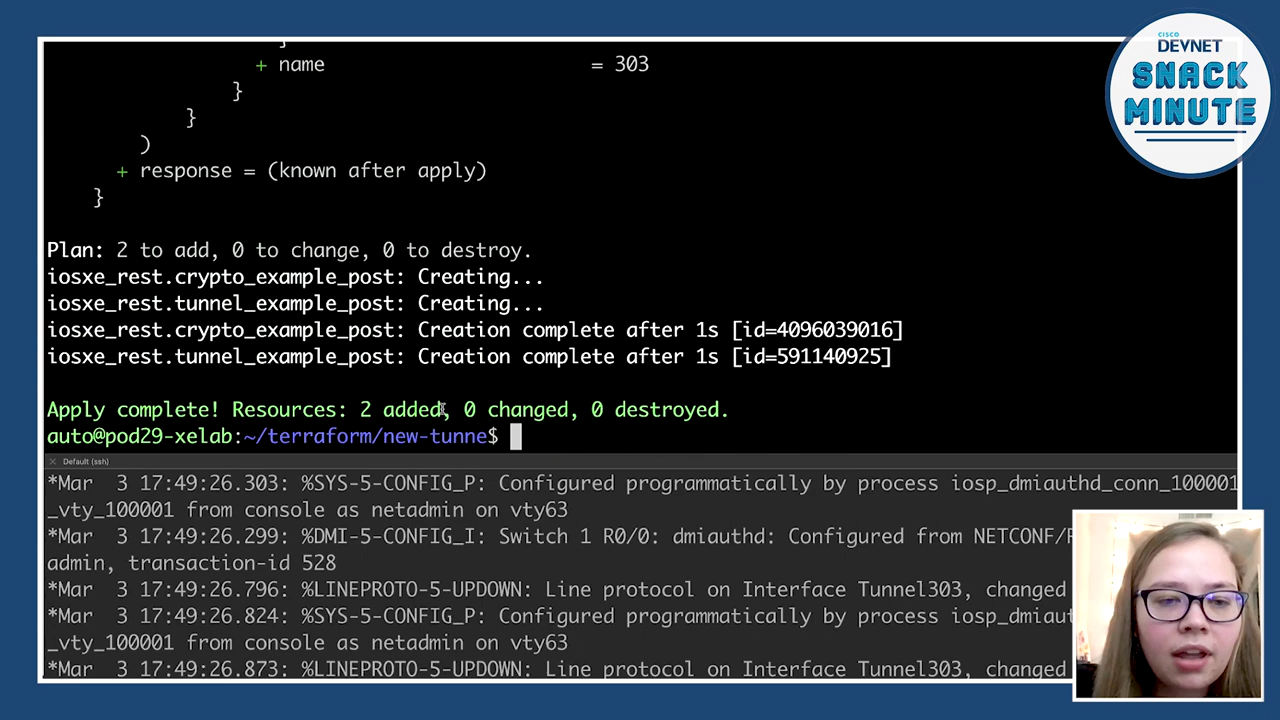 }
+ name = 303
}
}
)
+ response = (known after apply)
}
Plan: 2 to add, 0 to change, 0 to destroy.
iosxe_rest.crypto_example_post: Creating...
iosxe_rest.tunnel_example_post: Creating...
iosxe_rest.crypto_example_post: Creation complete after 1s [id=4096039016]
iosxe_rest.tunnel_example_post: Creation complete after 1s [id=591140925]
Apply complete! Resources: 2 added, 0 changed, 0 destroyed.
auto@pod29-xelab:~/terraform/new-tunne$
Default (ssh)
*Mar 3 17:49:26.303: %SYS-5-CONFIG_P: Configured programmatically by process iosp_dmiauthd_conn_100001
_vty_100001 from console as netadmin on vty63
*Mar 3 17:49:26.299: %DMI-5-CONFIG_I: Switch 1 R0/0: dmiauthd: Configured from NETCONF/R
admin, transaction-id 528
*Mar 3 17:49:26.796: %LINEPROTO-5-UPDOWN: Line protocol on Interface Tunnel303, changed
*Mar 3 17:49:26.824: %SYS-5-CONFIG_P: Configured programmatically by process iosp_dmiaut
_vty_100001 from console as netadmin on vty63
*Mar 3 17:49:26.873: %LINEPROTO-5-UPDOWN: Line protocol on Interface Tunnel303, changed
CISCO
DEVNET
SNACK
MINUTE